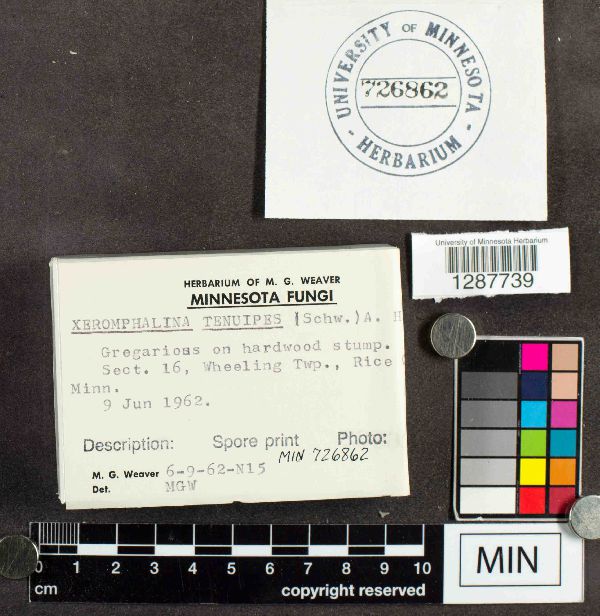 UNIVERSITY OF MINNESOTA
726862
- HERBARIUM -
University of Minnesota Herbarium
1287739
HERBARIUM OF M. G. WEAVER
MINNESOTA FUNGI
XEROMPHALINA TENUIPES (Schw.) A. H
Gregarioss on hardwood stump.
Sect. 16, Wheeling Twp., Rice
Minn.
9 Jun 1962.
Description: Spore print Photo:
MIN 726862
M. G. Weaver 6-9-62-N15
Det. MGW
0 1 2 3 4 5 6 7 8 9 10
cm copyright reserved
MIN